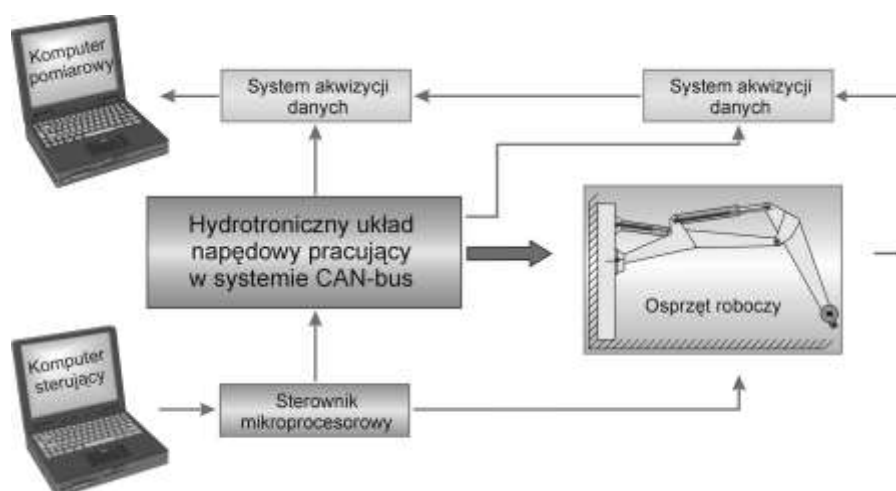 Komputer
pomiarowy
System akwizycji
danych
System akwizycji
danych
Hydrotroniczny układ
napędowy pracujący
w systemie CAN-bus
Osprzęt roboczy
Komputer
sterujący
Sterownik
mikroprocesorowy